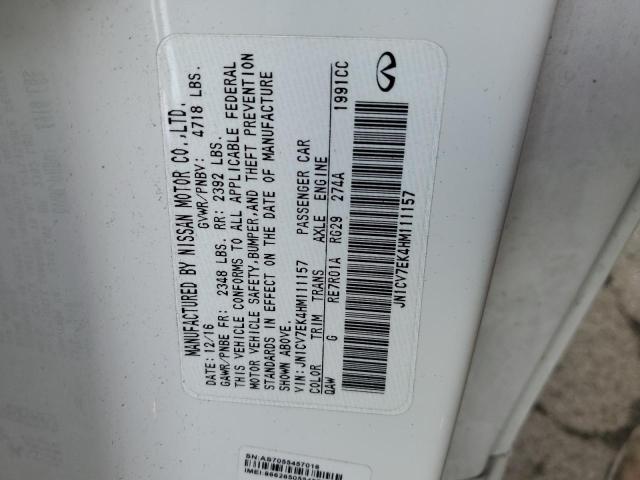 MANUFACTURED BY NISSAN MOTOR CO.,LTD.
DATE: 12/16 GVWR/PNBV: 4718 LBS.
GAWR/PNBE FR: 2348 LBS. RR: 2392 LBS.
THIS VEHICLE CONFORMS TO ALL APPLICABLE FEDERAL
MOTOR VEHICLE SAFETY,BUMPER,AND THEFT PREVENTION
STANDARDS IN EFFECT ON THE DATE OF MANUFACTURE
SHOWN ABOVE.
VIN:JN1CV7EK4HM111157 PASSENGER CAR
COLOR TRIM TRANS AXLE ENGINE
QAW G RE7R01A RG29 274A 1991CC
JN1CV7EK4HM111157
SN:AS7055457016